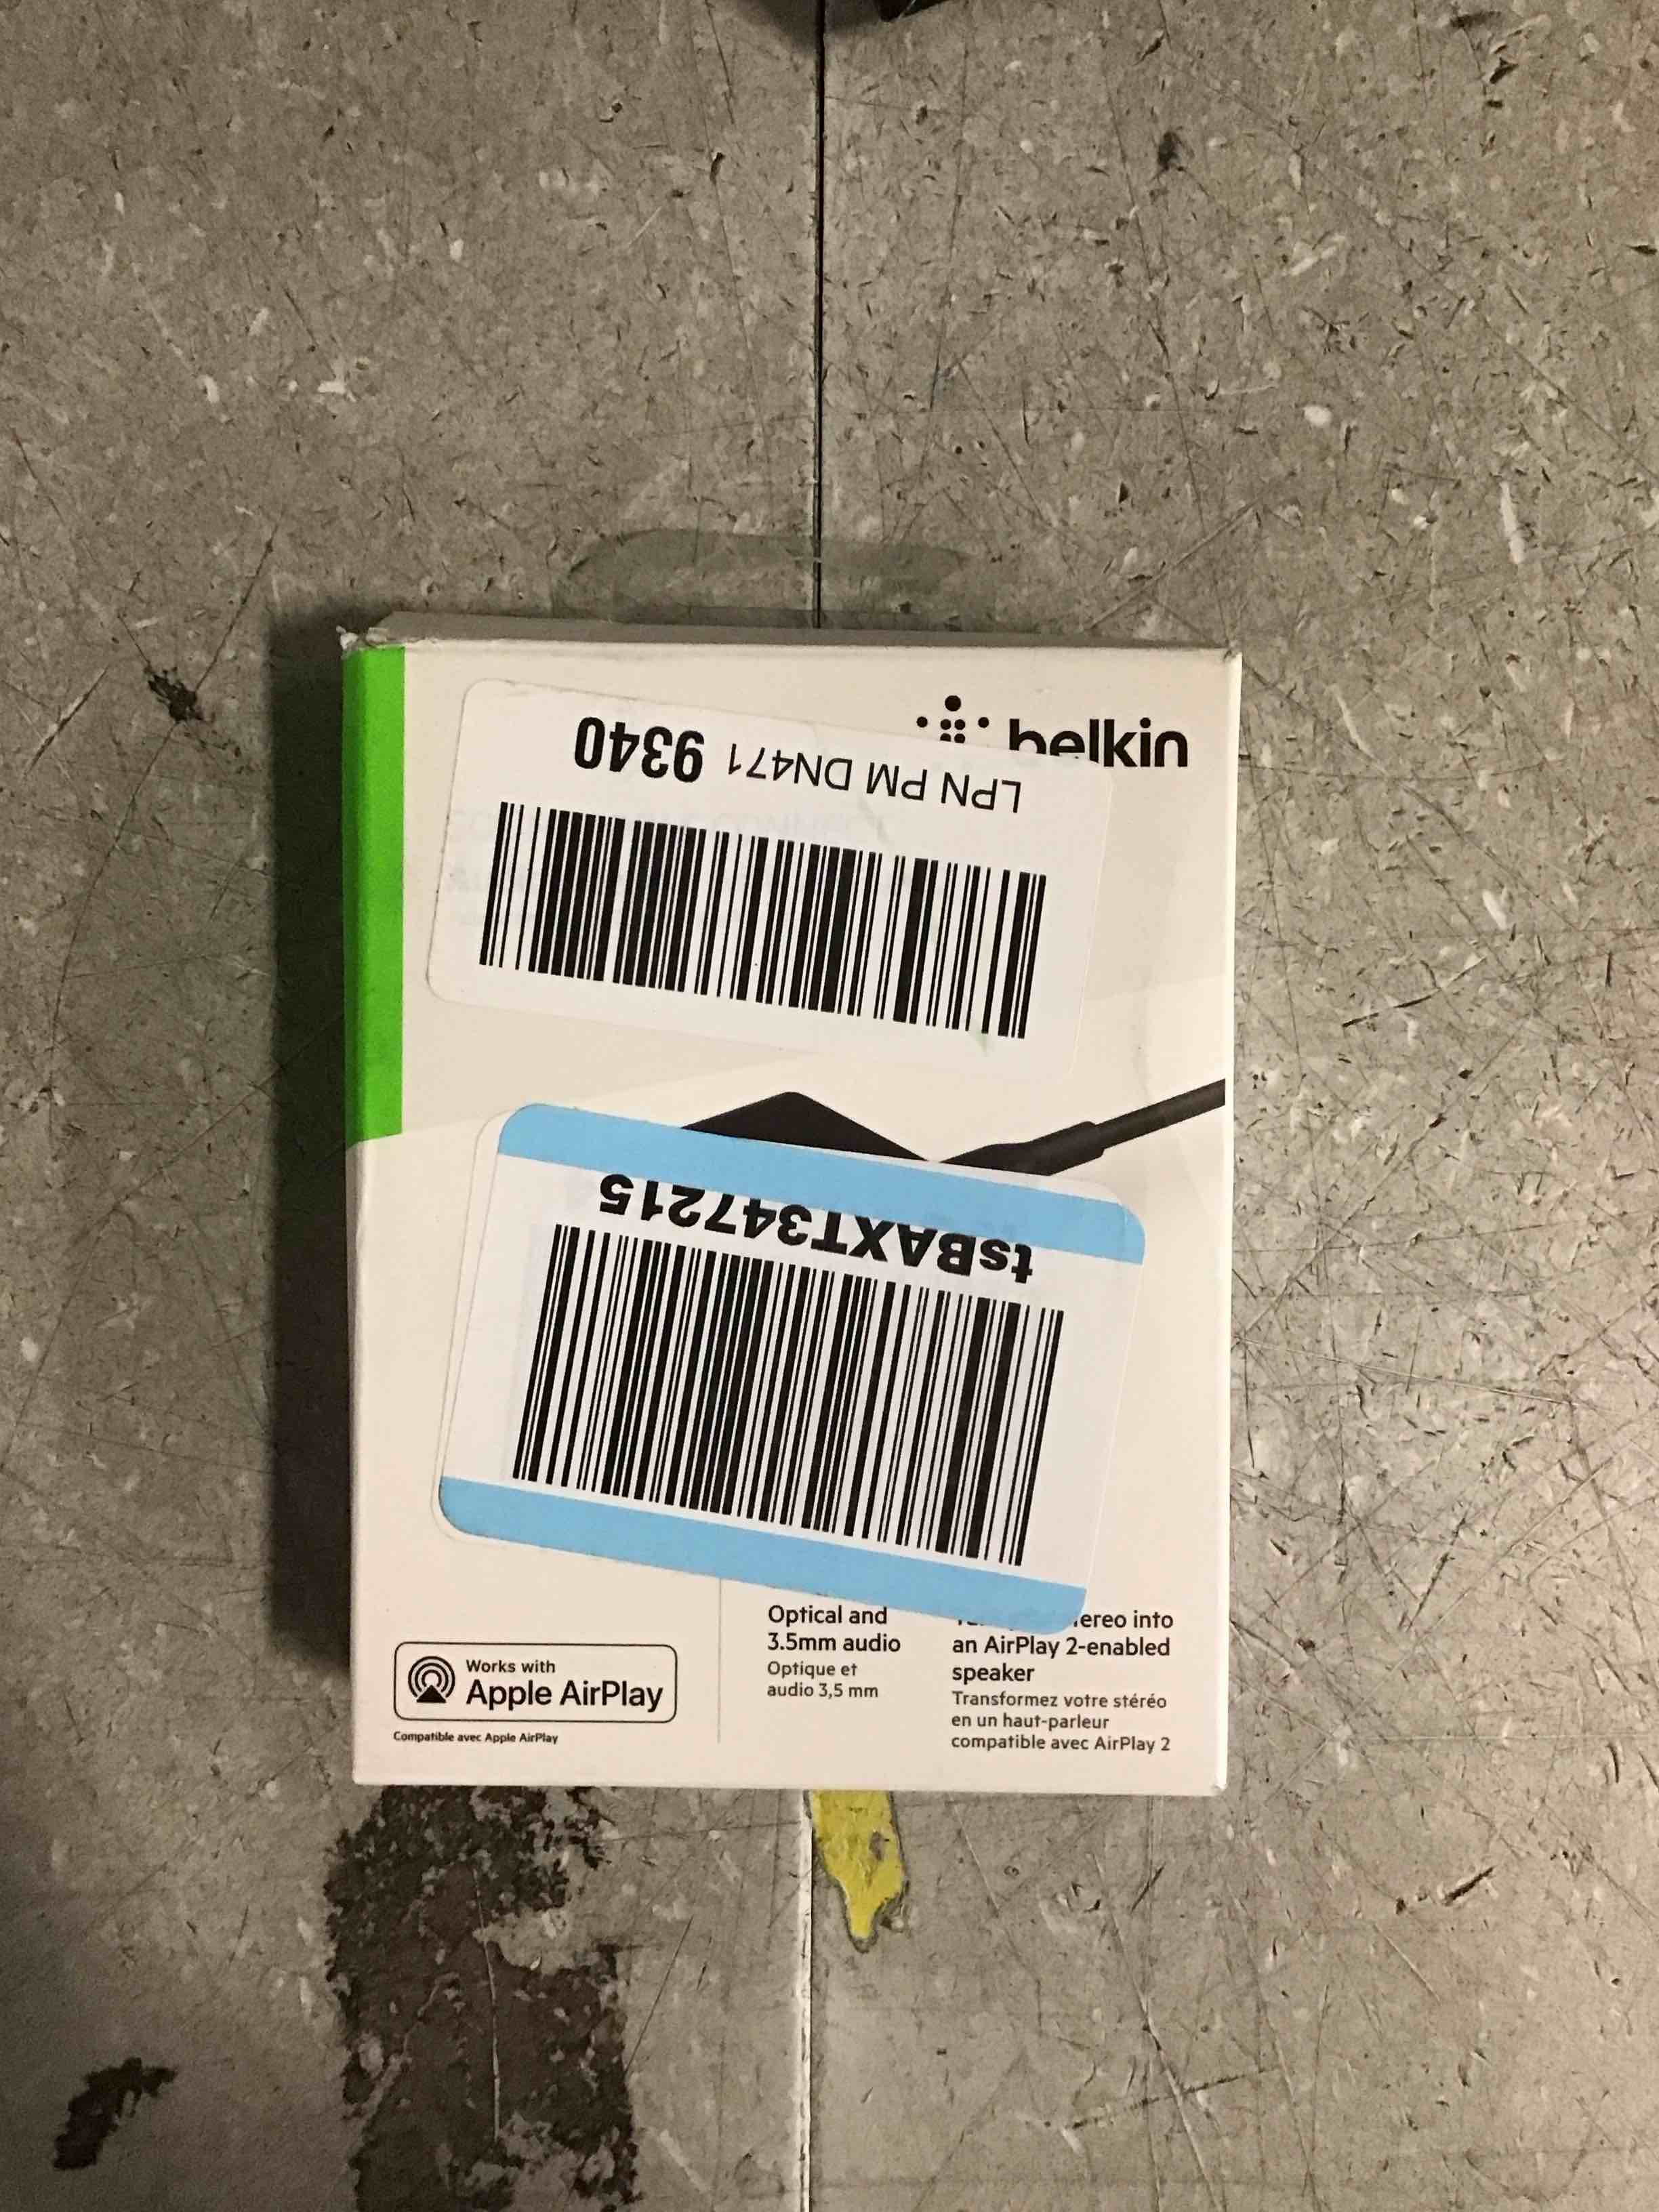 belkin
LPN PM DN471 9340
tsBAXT347215
Optical and
3.5mm audio
Optique et
audio 3,5 mm
ereo into
an AirPlay 2-enabled
speaker
Transformez votre stéréo
en un haut-parleur
compatible avec AirPlay 2
Works with
Apple AirPlay
Compatible avec Apple AirPlay